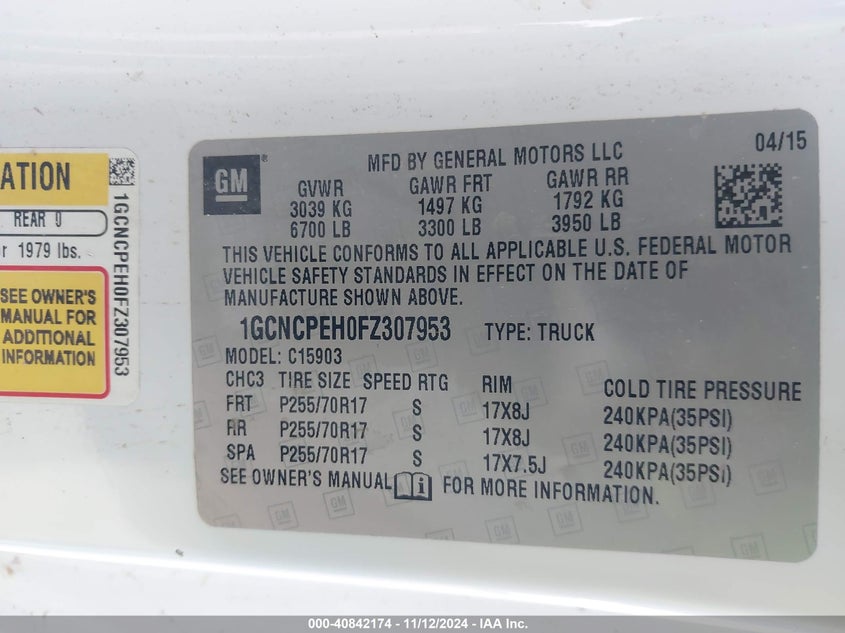 ATION
REAR 0
or 1979 lbs.
SEE OWNER'S
MANUAL FOR
ADDITIONAL
INFORMATION
1GCNCPEH0FZ307953
GM
MFD BY GENERAL MOTORS LLC
04/15
GVWR GAWR FRT GAWR RR
3039 KG 1497 KG 1792 KG
6700 LB 3300 LB 3950 LB
THIS VEHICLE CONFORMS TO ALL APPLICABLE U.S. FEDERAL MOTOR
VEHICLE SAFETY STANDARDS IN EFFECT ON THE DATE OF
MANUFACTURE SHOWN ABOVE.
1GCNCPEH0FZ307953 TYPE: TRUCK
MODEL: C15903
CHC3 TIRE SIZE SPEED RTG RIM COLD TIRE PRESSURE
FRT P255/70R17 S 17X8J 240KPA(35PSI)
RR P255/70R17 S 17X8J 240KPA(35PSI)
SPA P255/70R17 S 17X7.5J 240KPA(35PSI)
SEE OWNER'S MANUAL FOR MORE INFORMATION.
000-40842174 - 11/12/2024 - IAA Inc.